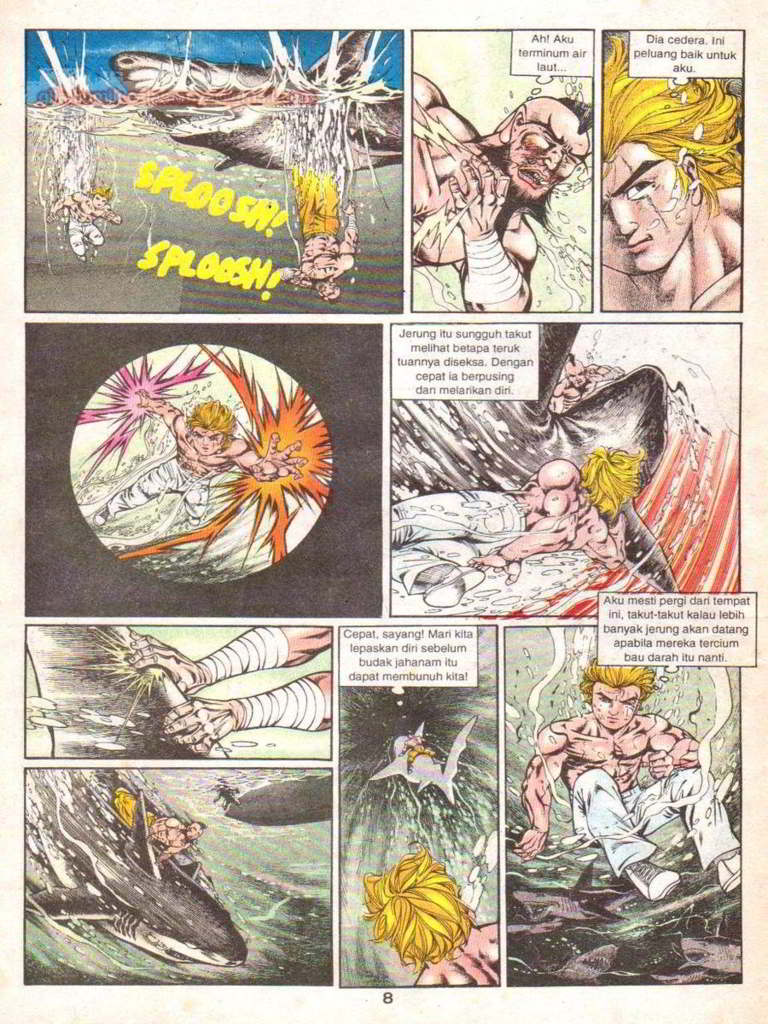 SPLOOSH!
SPLOOSH!
Ah! Aku
terminum air
laut...
Dia cedera. Ini
peluang baik untuk
aku.
Jerung itu sungguh takut
melihat betapa teruk
tuannya diseksa. Dengan
cepat ia berpusing
dan melarikan diri.
Cepat, sayang! Mari kita
lepaskan diri sebelum
budak jahanam itu
dapat membunuh kita!
Aku mesti pergi dari tempat
ini, takut-takut kalau lebih
banyak jerung akan datang
apabila mereka tercium
bau darah itu nanti.
8